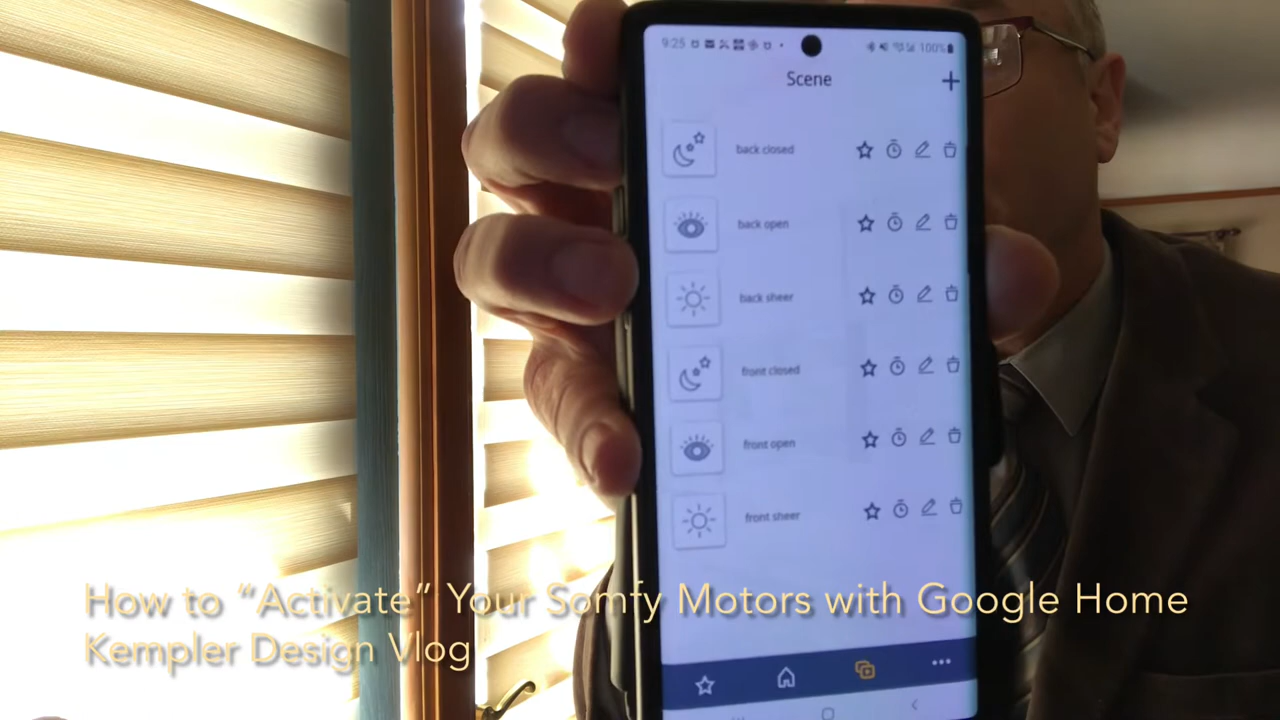 9:25
100%
Scene
back closed
back open
back sheer
front closed
front open
front sheer
How to “Activate” Your Somfy Motors with Google Home
Kempler Design Vlog